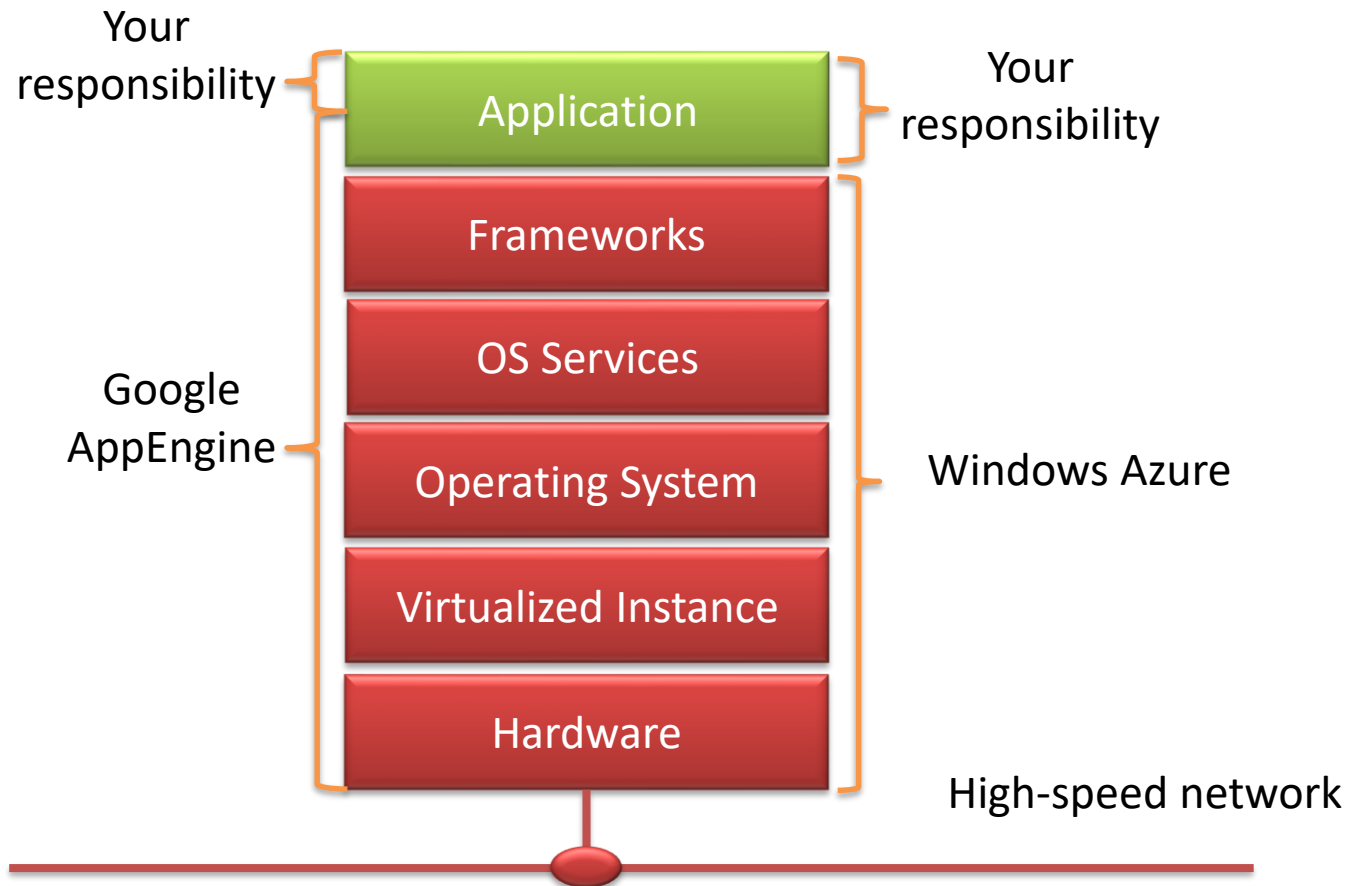 Your
responsibility
Application
Your
responsibility
Frameworks
OS Services
Google
AppEngine
Operating System
Windows Azure
Virtualized Instance
Hardware
High-speed network